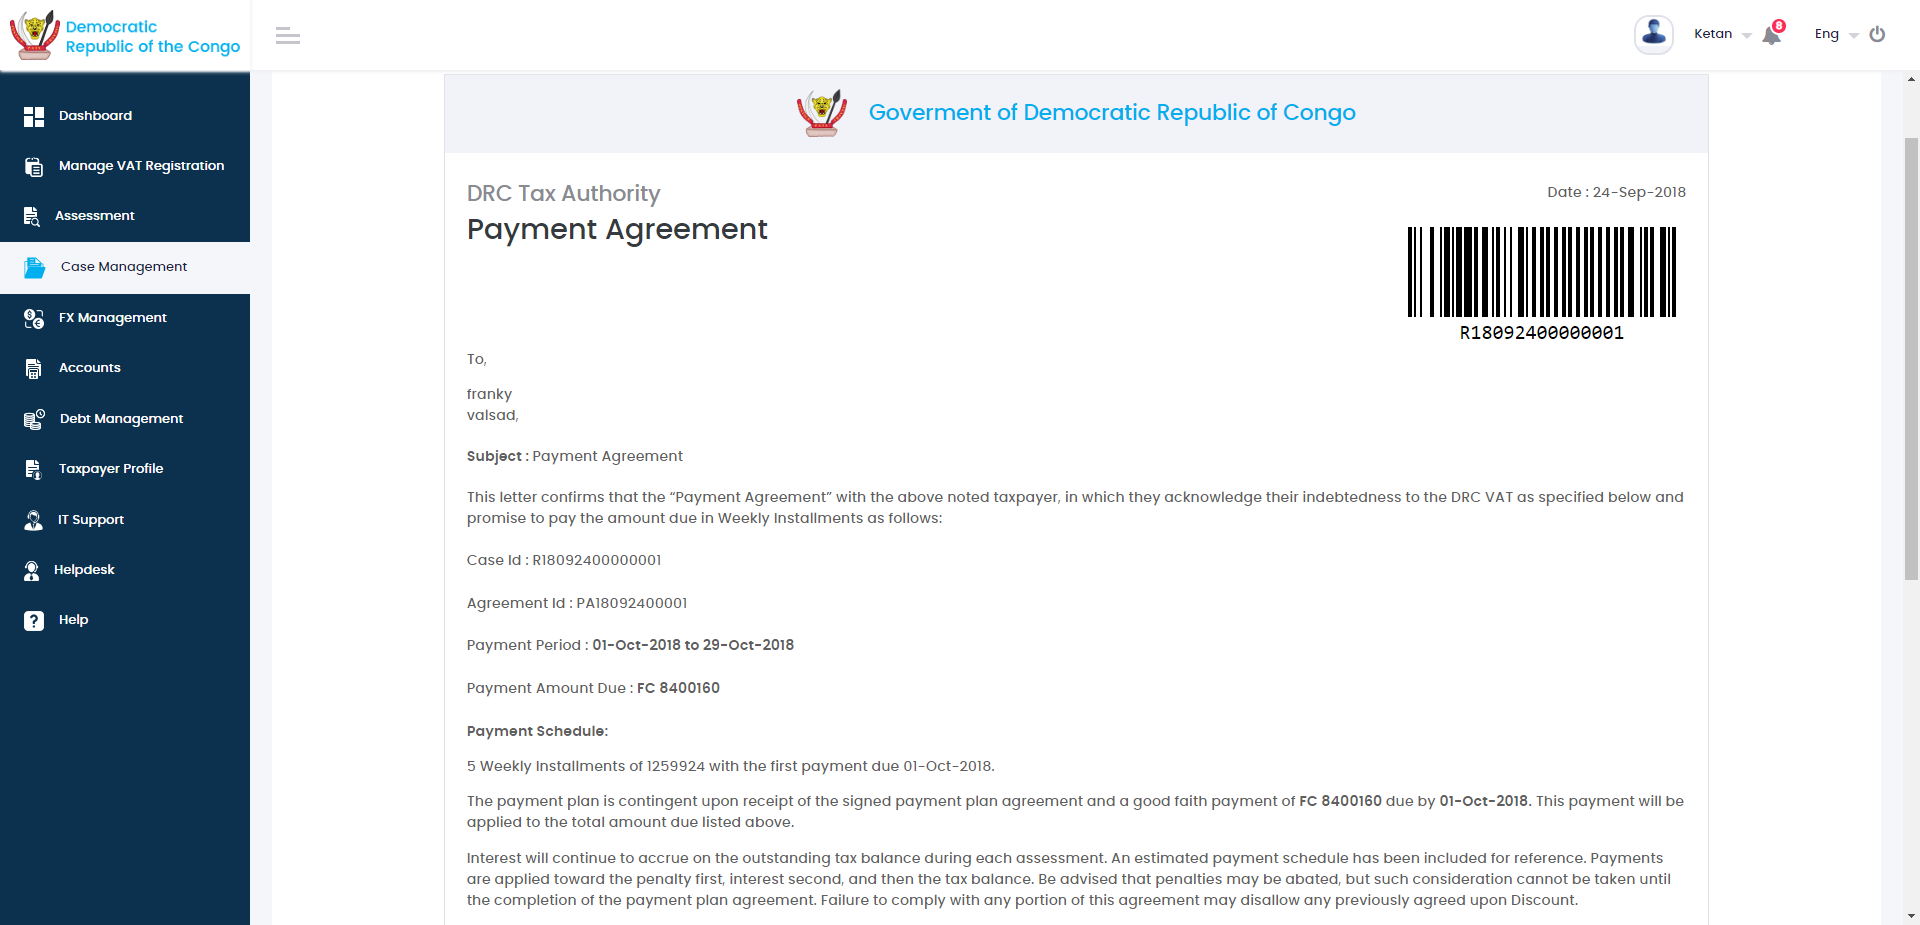 Democratic
Republic of the Congo
Ketan
8
Eng
Dashboard
Manage VAT Registration
Assessment
Case Management
FX Management
Accounts
Debt Management
Taxpayer Profile
IT Support
Helpdesk
Help
Goverment of Democratic Republic of Congo
DRC Tax Authority
Date : 24-Sep-2018
Payment Agreement
R18092400000001
To,
franky
valsad,
Subject : Payment Agreement
This letter confirms that the “Payment Agreement” with the above noted taxpayer, in which they acknowledge their indebtedness to the DRC VAT as specified below and
promise to pay the amount due in Weekly Installments as follows:
Case Id : R18092400000001
Agreement Id : PA18092400001
Payment Period : 01-Oct-2018 to 29-Oct-2018
Payment Amount Due : FC 8400160
Payment Schedule:
5 Weekly Installments of 1259924 with the first payment due 01-Oct-2018.
The payment plan is contingent upon receipt of the signed payment plan agreement and a good faith payment of FC 8400160 due by 01-Oct-2018. This payment will be
applied to the total amount due listed above.
Interest will continue to accrue on the outstanding tax balance during each assessment. An estimated payment schedule has been included for reference. Payments
are applied toward the penalty first, interest second, and then the tax balance. Be advised that penalties may be abated, but such consideration cannot be taken until
the completion of the payment plan agreement. Failure to comply with any portion of this agreement may disallow any previously agreed upon Discount.